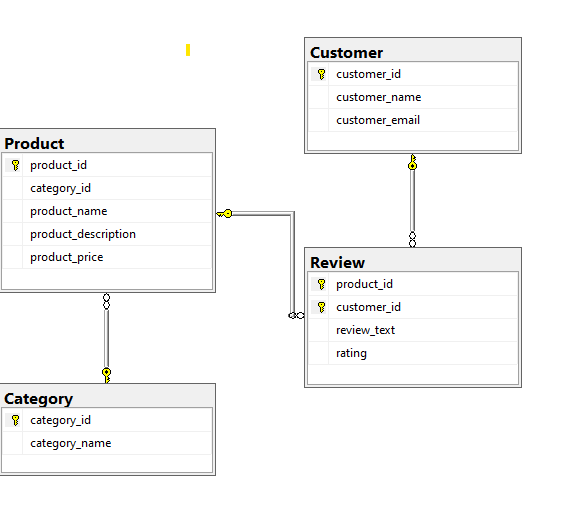 Customer
customer_id
customer_name
customer_email
Product
product_id
category_id
product_name
product_description
product_price
Review
product_id
customer_id
review_text
rating
Category
category_id
category_name